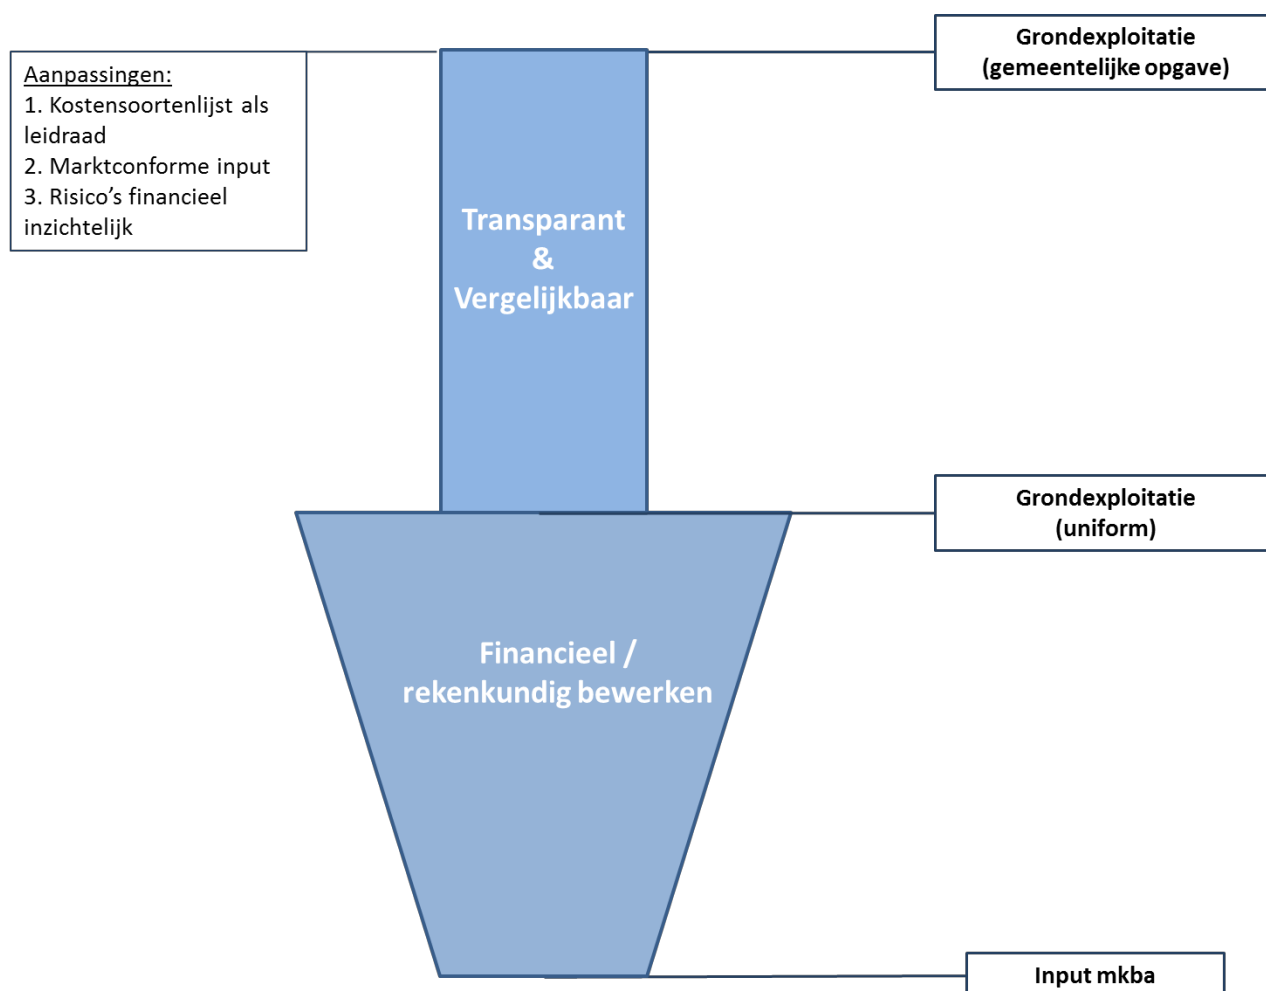 Aanpassingen:
1. Kostensoortenlijst als
leidraad
2. Marktconforme input
3. Risico’s financieel
inzichtelijk
Grondexploitatie
(gemeentelijke opgave)
Transparant
&
Vergelijkbaar
Grondexploitatie
(uniform)
Financieel /
rekenkundig bewerken
Input mkba